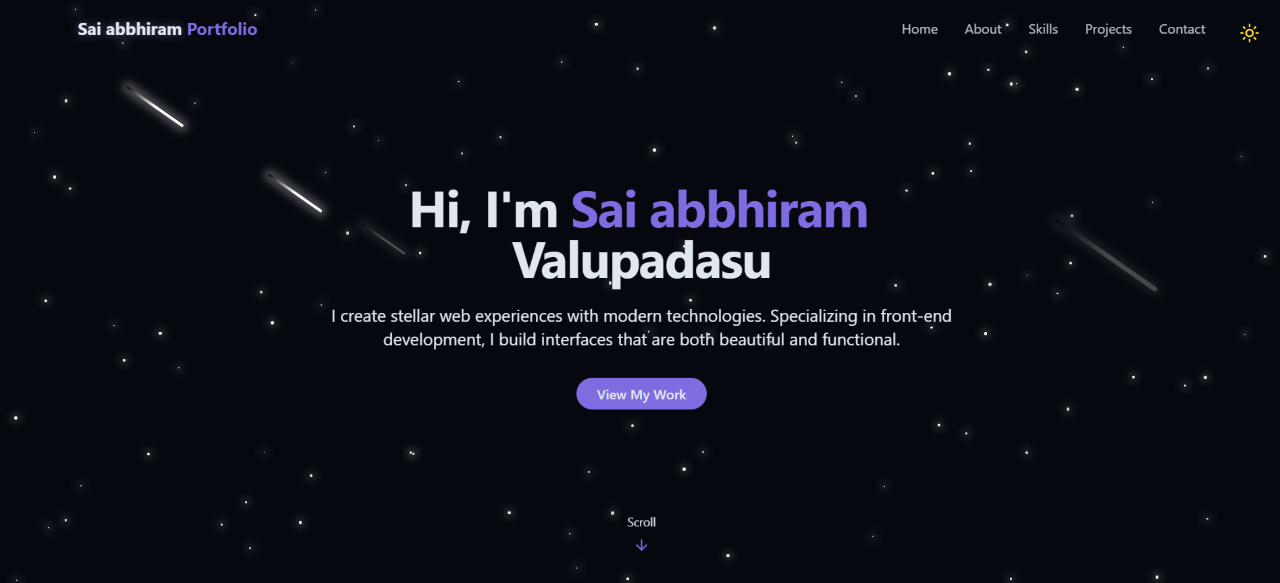 Sai abbhiram Portfolio
Home About Skills Projects Contact
Hi, I'm Sai abbhiram
Valupadasu
I create stellar web experiences with modern technologies. Specializing in front-end
development, I build interfaces that are both beautiful and functional.
View My Work
Scroll